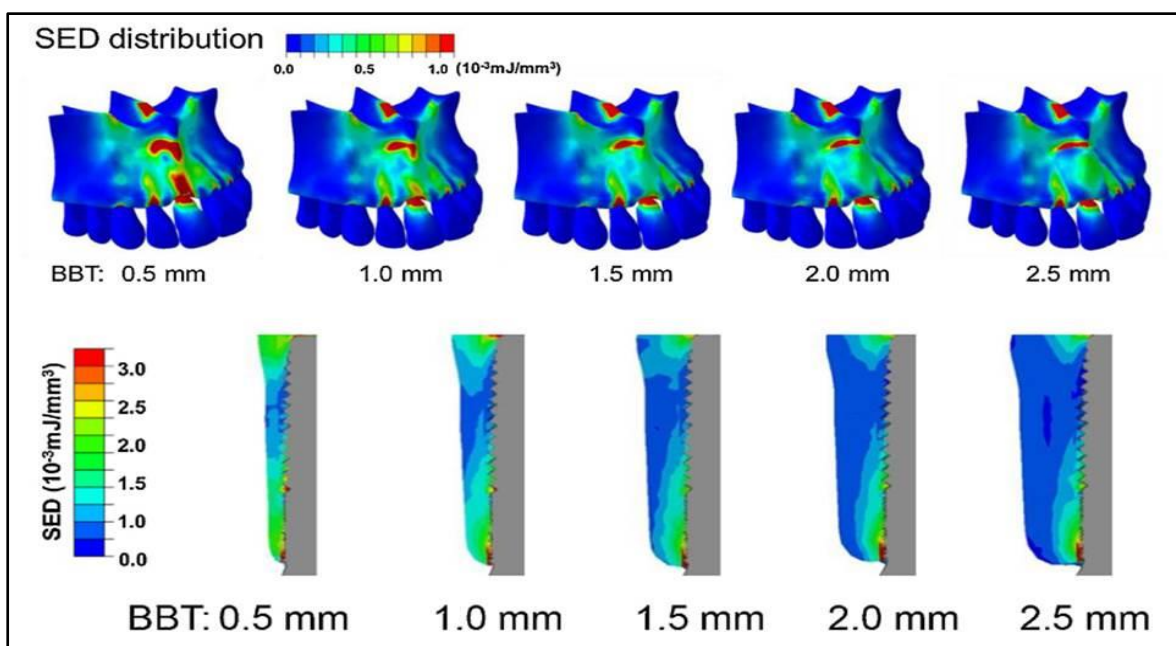 SED distribution
0.0 0.5 1.0 (10⁻³mJ/mm³)
BBT: 0.5 mm 1.0 mm 1.5 mm 2.0 mm 2.5 mm
SED (10⁻³mJ/mm³)
3.0
2.5
2.0
1.5
1.0
0.0
BBT: 0.5 mm 1.0 mm 1.5 mm 2.0 mm 2.5 mm